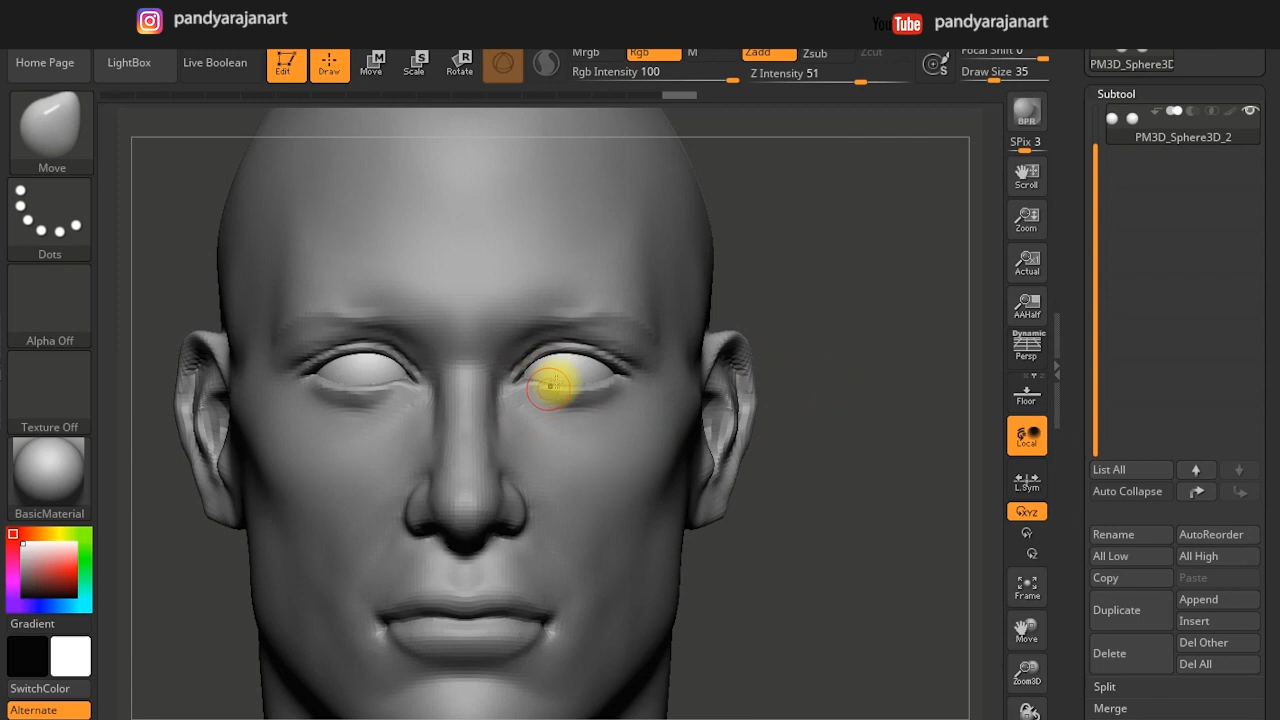 pandyarajanart
YouTube
pandyarajanart
Home Page
LightBox
Live Boolean
Edit
Draw
Move
Scale
Rotate
Mrgb
Rgb
M
Rgb Intensity 100
Zadd
Zsub
Zcut
Z Intensity 51
S
Focal Shift 0
Draw Size 35
PM3D_Sphere3D
Subtool
PM3D_Sphere3D_2
Move
Dots
Alpha Off
Texture Off
BasicMaterial
Gradient
SwitchColor
Alternate
BPR
SPix 3
Scroll
Zoom
Actual
AAHalf
Dynamic
Persp
Floor
Local
L.Sym
XYZ
Frame
Move
Zoom3D
List All
Auto Collapse
Rename
AutoReorder
All Low
All High
Copy
Paste
Duplicate
Append
Insert
Delete
Del Other
Del All
Split
Merge